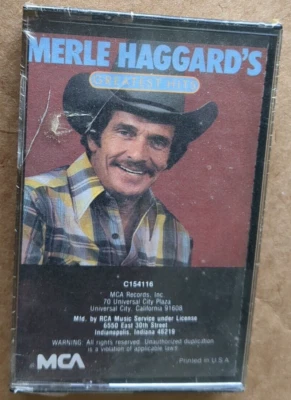 MERLE HAGGARD'S
GREATEST HITS
C154116
MCA Records, Inc.
70 Universal City Plaza
Universal City, California 91608
Mfd. by RCA Music Service under License
6550 East 30th Street
Indianapolis, Indiana 46219
WARNING: All rights reserved. Unauthorized duplication
is a violation of applicable laws.
MCA
Printed in U.S.A.